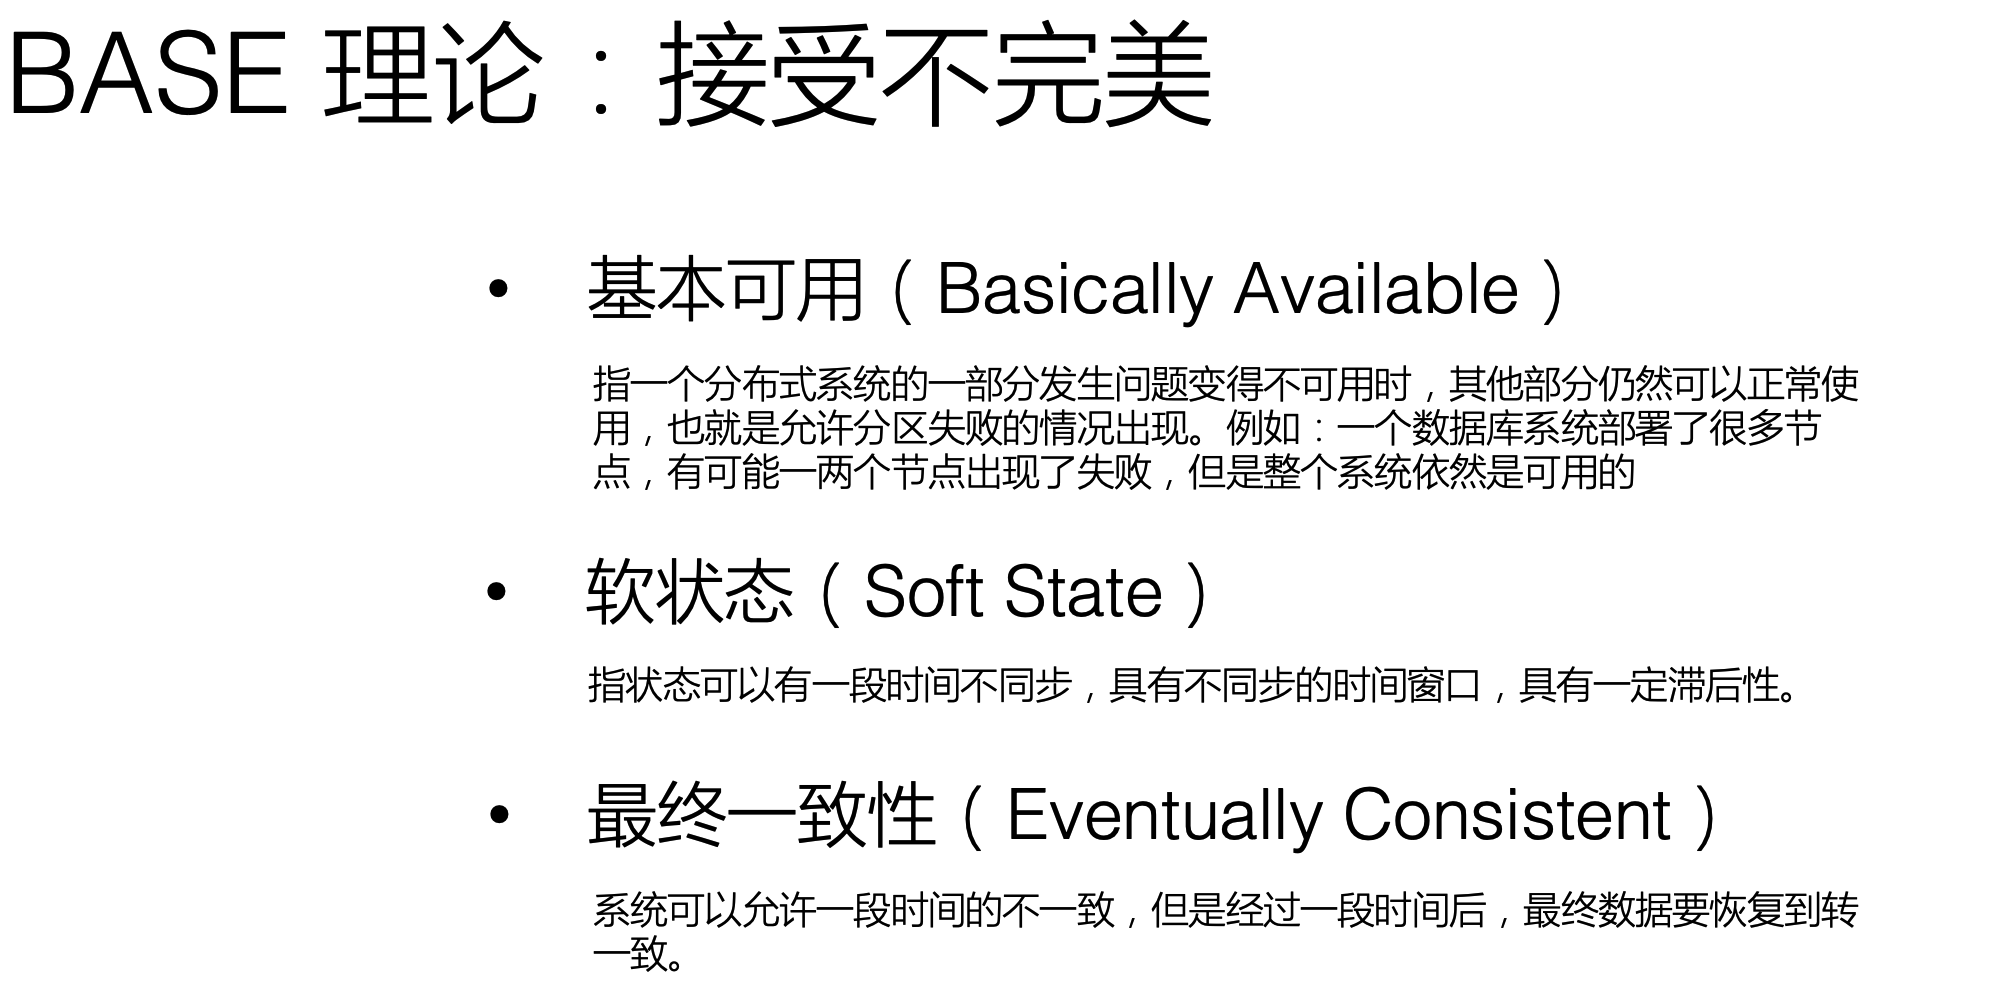 BASE 理论：接受不完美
• 基本可用（Basically Available）
指一个分布式系统的一部分发生问题变得不可用时，其他部分仍然可以正常使
用，也就是允许分区失败的情况出现。例如：一个数据库系统部署了很多节
点，有可能一两个节点出现了失败，但是整个系统依然是可用的
• 软状态（Soft State）
指状态可以有一段时间不同步，具有不同步的时间窗口，具有一定滞后性。
• 最终一致性（Eventually Consistent）
系统可以允许一段时间的不一致，但是经过一段时间后，最终数据要恢复到转
一致。